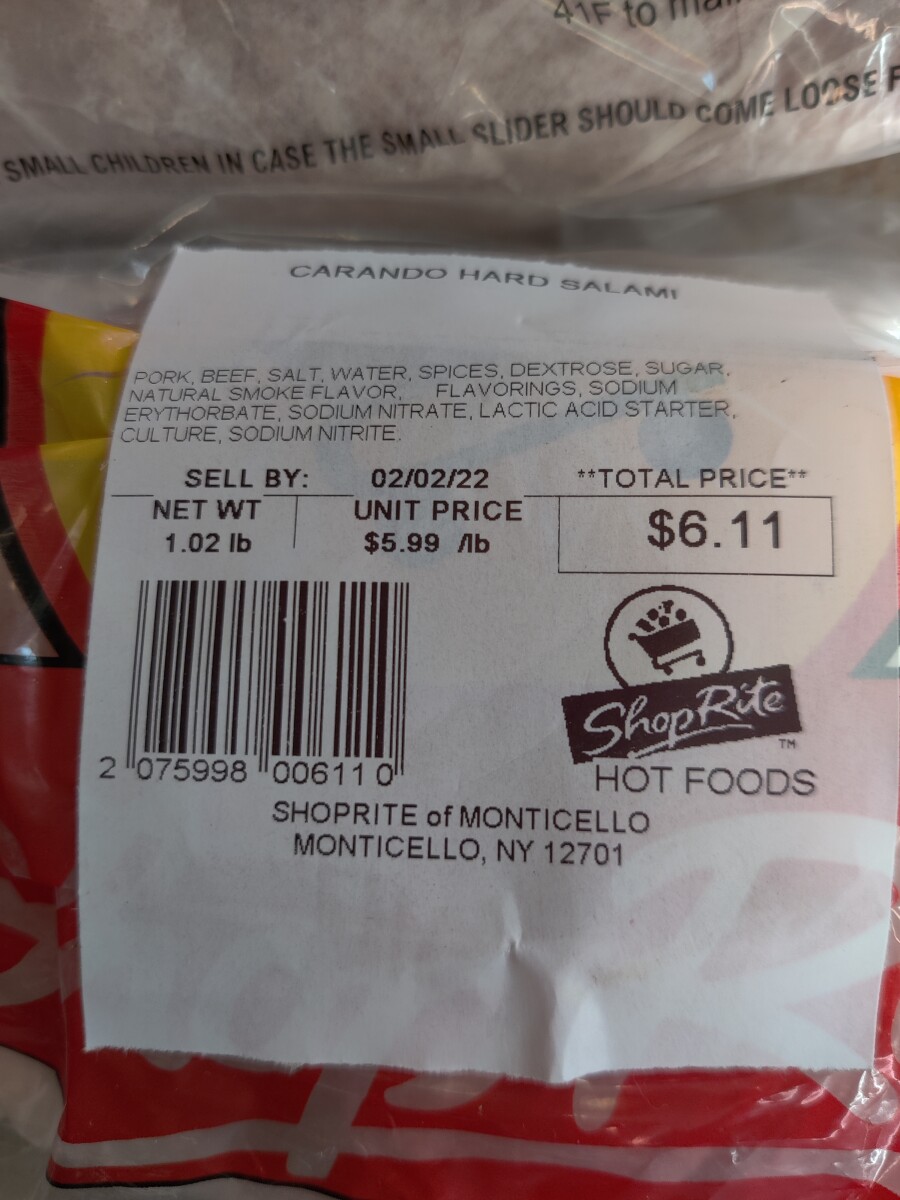 41F to
SMALL CHILDREN IN CASE THE SMALL SLIDER SHOULD COME LOOSE
CARANDO HARD SALAMI
PORK, BEEF, SALT, WATER, SPICES, DEXTROSE, SUGAR,
NATURAL SMOKE FLAVOR, FLAVORINGS, SODIUM
ERYTHORBATE, SODIUM NITRATE, LACTIC ACID STARTER,
CULTURE, SODIUM NITRITE.
SELL BY: 02/02/22 **TOTAL PRICE**
NET WT UNIT PRICE
1.02 lb $5.99 /lb $6.11
2 075998 006110
ShopRite TM
HOT FOODS
SHOPRITE of MONTICELLO
MONTICELLO, NY 12701